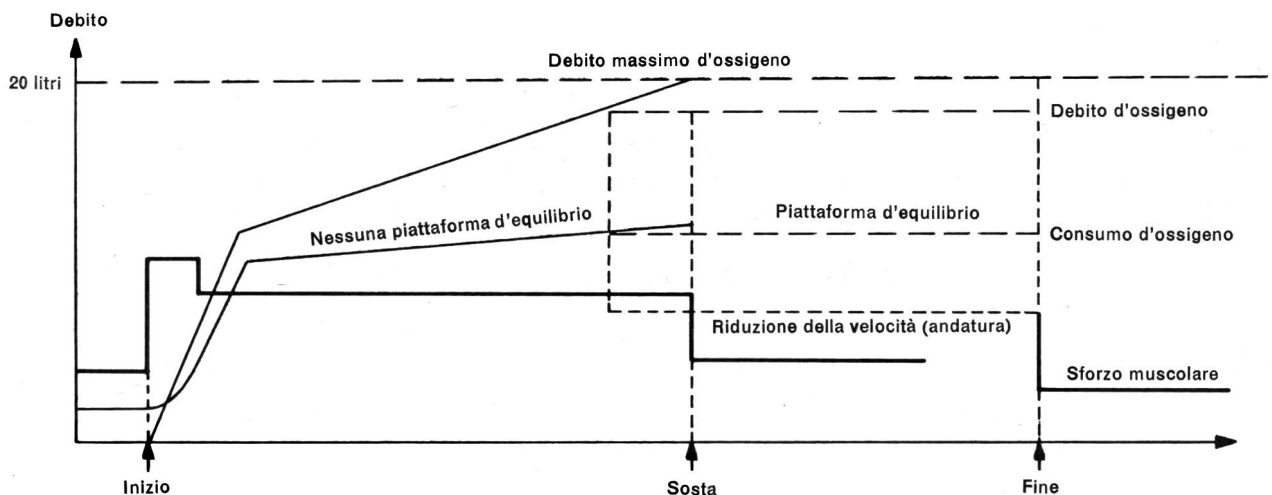 Debito
Debito massimo d'ossigeno
20 litri
Debito d'ossigeno
Nessuna piattaforma d'equilibrio
Piattaforma d'equilibrio
Consumo d'ossigeno
Riduzione della velocità (andatura)
Sforzo muscolare
Inizio
Sosta
Fine